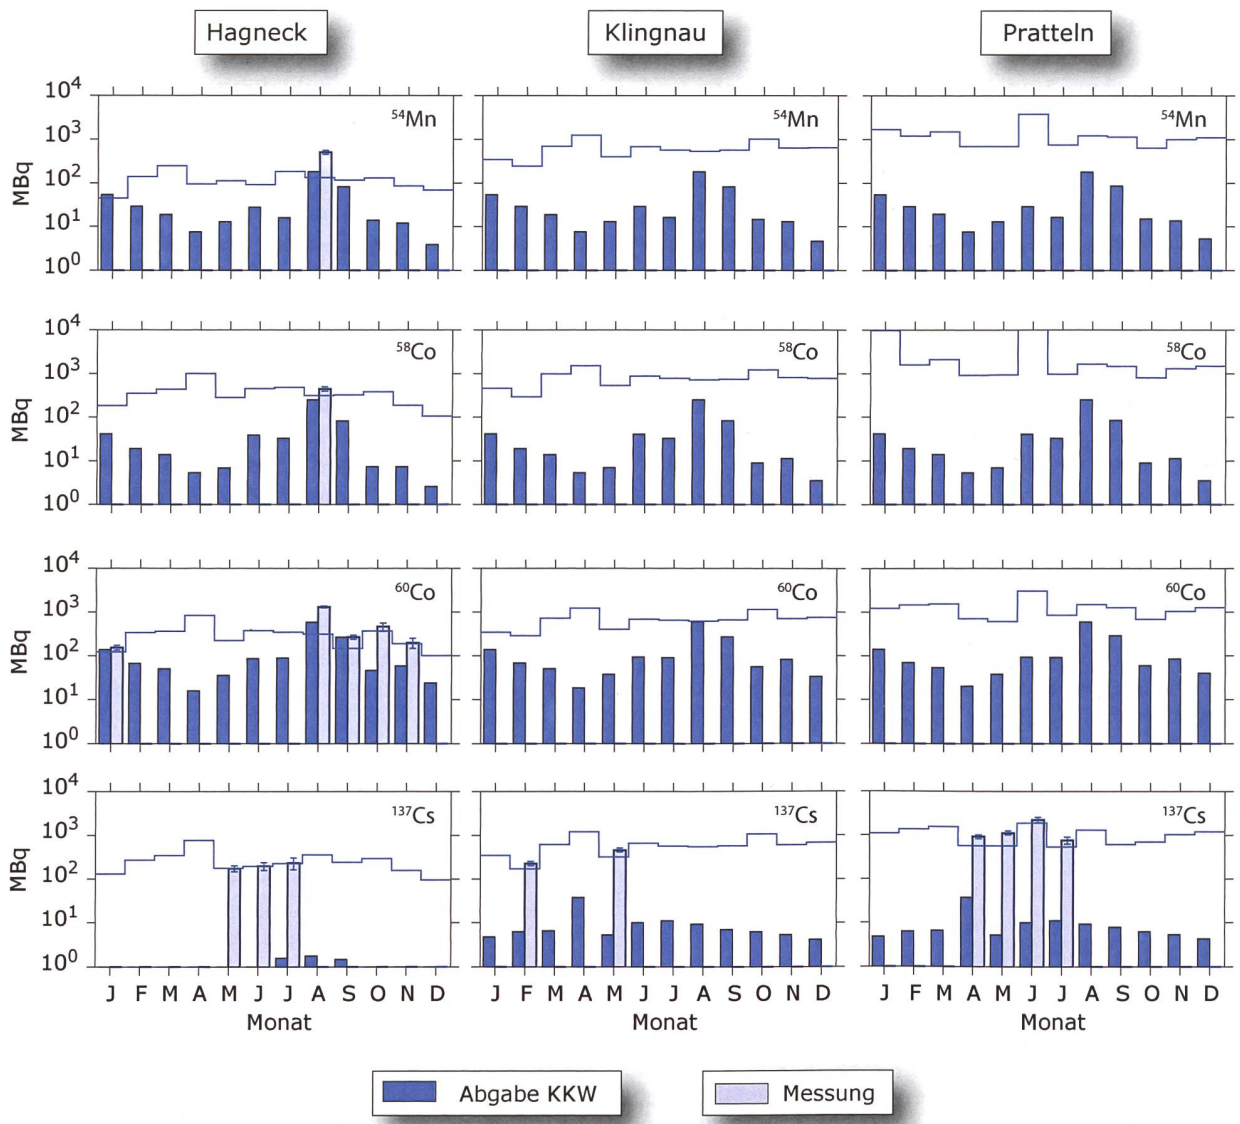 Hagneck Klingnau Pratteln
10⁴ ⁵⁴Mn ⁵⁴Mn ⁵⁴Mn
10³
MBq 10²
10¹
10⁰
10⁴ ⁵⁸Co ⁵⁸Co ⁵⁸Co
10³
MBq 10²
10¹
10⁰
10⁴ ⁶⁰Co ⁶⁰Co ⁶⁰Co
10³
MBq 10²
10¹
10⁰
10⁴ ¹³⁷Cs ¹³⁷Cs ¹³⁷Cs
10³
MBq 10²
10¹
10⁰
J F M A M J J A S O N D J F M A M J J A S O N D J F M A M J J A S O N D
Monat Monat Monat
Abgabe KKW Messung